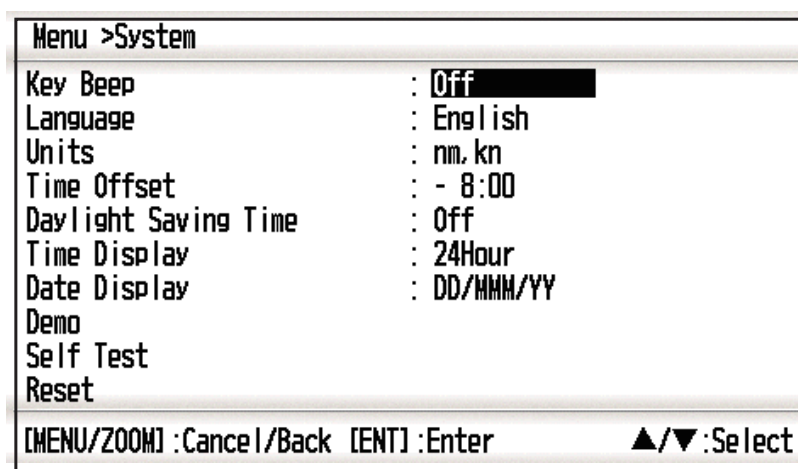 Menu >System
Key Beep : Off
Language : English
Units : nm, kn
Time Offset : - 8:00
Daylight Saving Time : Off
Time Display : 24Hour
Date Display : DD/MMM/YY
Demo
Self Test
Reset
[MENU/ZOOM] :Cancel/Back [ENT] :Enter ▲/▼ :Select